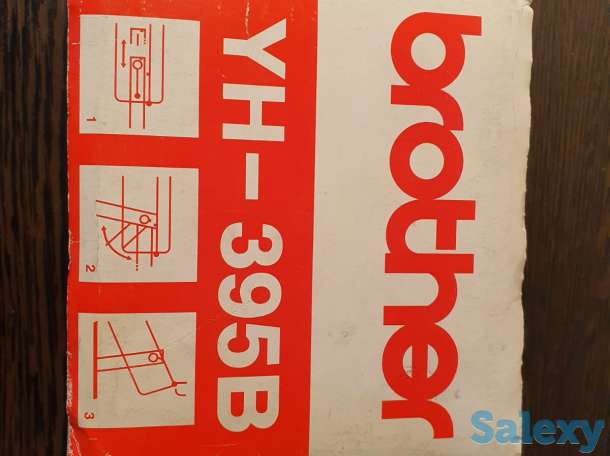 brother
YH-395B
1
2
3
Salexy